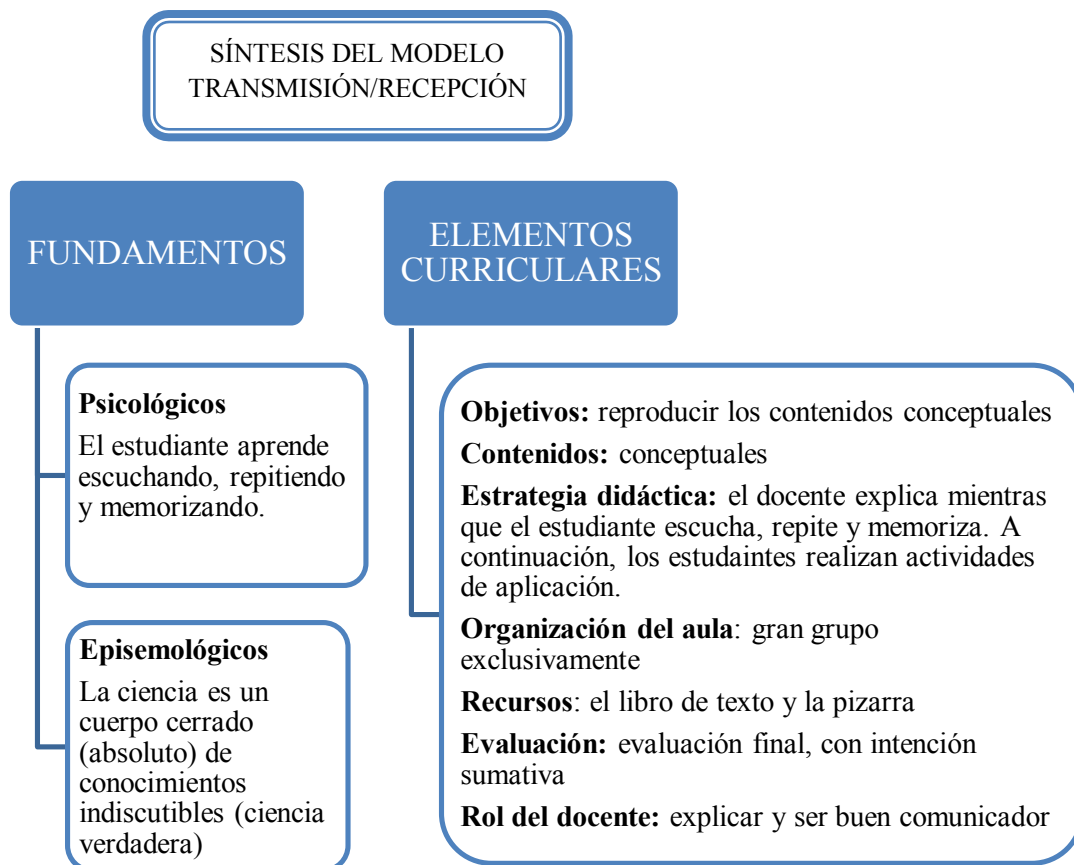 SÍNTESIS DEL MODELO
TRANSMISIÓN/RECEPCIÓN
FUNDAMENTOS
Psicológicos
El estudiante aprende
escuchando, repitiendo
y memorizando.
Episemológicos
La ciencia es un
cuerpo cerrado
(absoluto) de
conocimientos
indiscutibles (ciencia
verdadera)
ELEMENTOS
CURRICULARES
Objetivos: reproducir los contenidos conceptuales
Contenidos: conceptuales
Estrategia didáctica: el docente explica mientras
que el estudiante escucha, repite y memoriza. A
continuación, los estudaintes realizan actividades
de aplicación.
Organización del aula: gran grupo
exclusivamente
Recursos: el libro de texto y la pizarra
Evaluación: evaluación final, con intención
sumativa
Rol del docente: explicar y ser buen comunicador